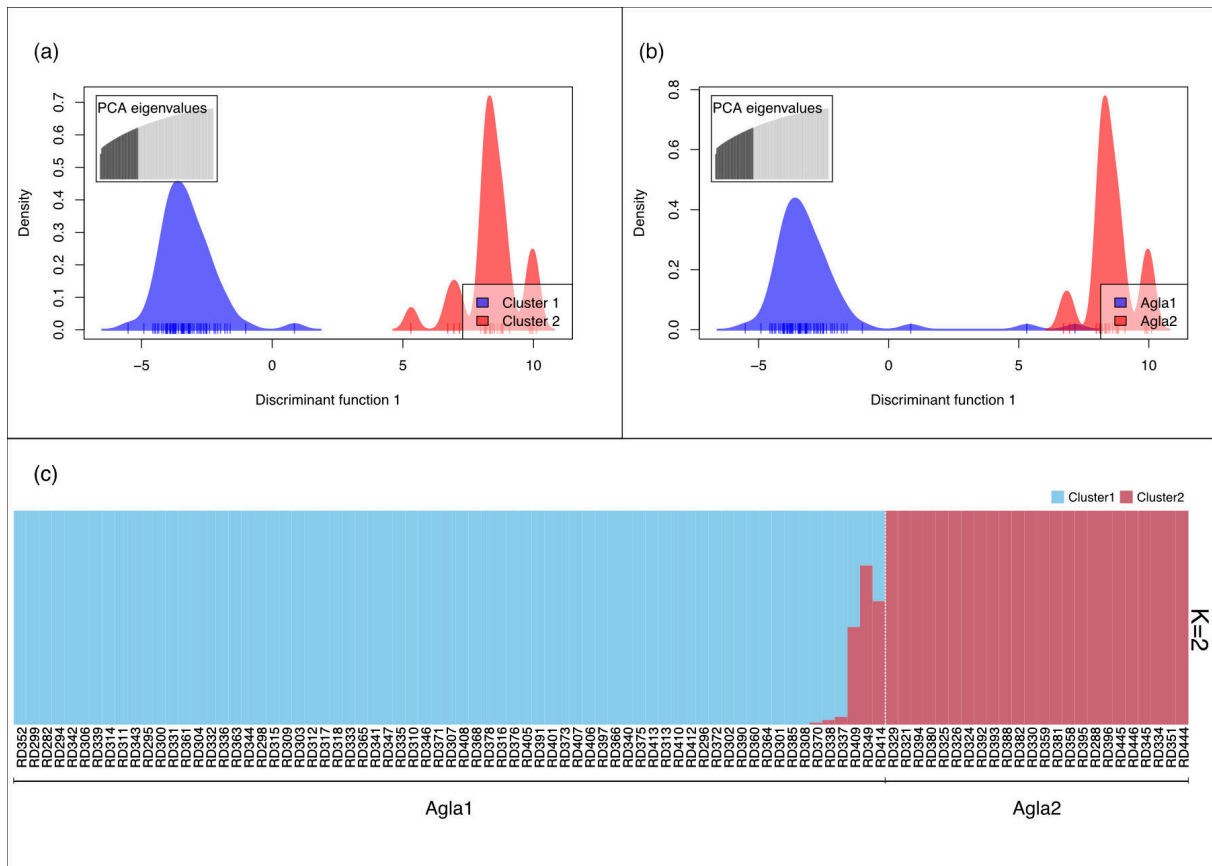 (a)
PCA eigenvalues
Density
0.0
0.1
0.2
0.3
0.4
0.5
0.6
0.7
Cluster 1
Cluster 2
−5
0
5
10
Discriminant function 1
(b)
PCA eigenvalues
Density
0.0
0.2
0.4
0.6
0.8
Agla1
Agla2
−5
0
5
10
Discriminant function 1
(c)
Cluster1
Cluster2
K=2
RD352
RD299
RD282
RD294
RD342
RD306
RD339
RD314
RD311
RD343
RD295
RD300
RD331
RD361
RD304
RD332
RD336
RD363
RD344
RD298
RD315
RD309
RD303
RD312
RD317
RD318
RD333
RD365
RD341
RD347
RD335
RD310
RD346
RD371
RD307
RD408
RD368
RD378
RD316
RD376
RD405
RD391
RD401
RD373
RD407
RD406
RD397
RD366
RD340
RD375
RD413
RD313
RD410
RD412
RD296
RD372
RD302
RD390
RD360
RD364
RD301
RD385
RD308
RD370
RD338
RD337
RD409
RD349
RD414
RD329
RD321
RD394
RD380
RD325
RD326
RD324
RD392
RD393
RD388
RD382
RD330
RD359
RD381
RD358
RD395
RD288
RD396
RD445
RD446
RD345
RD334
RD351
RD444
Agla1
Agla2